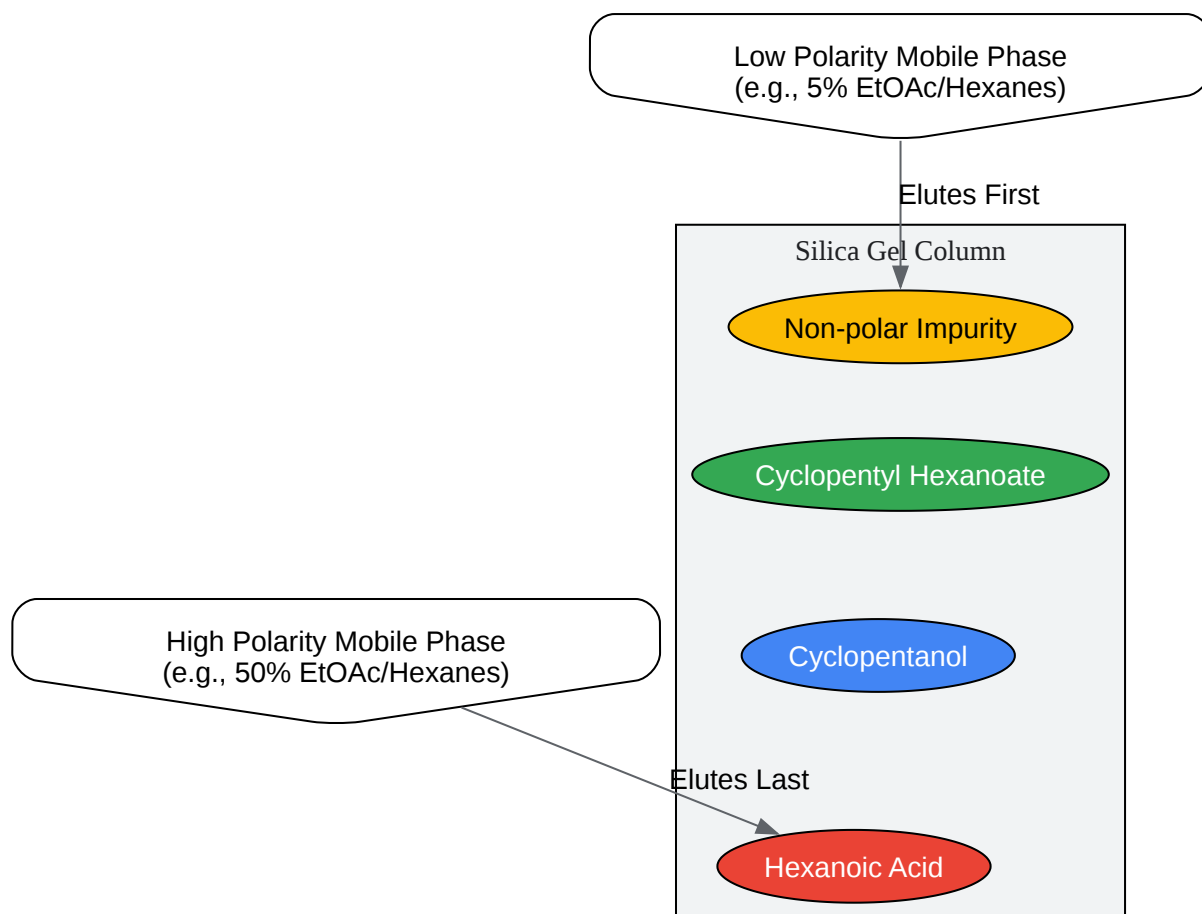 Low Polarity Mobile Phase
(e.g., 5% EtOAc/Hexanes)
Elutes First
Silica Gel Column
Non-polar Impurity
Cyclopentyl Hexanoate
High Polarity Mobile Phase
(e.g., 50% EtOAc/Hexanes)
Cyclopentanol
Elutes Last
Hexanoic Acid